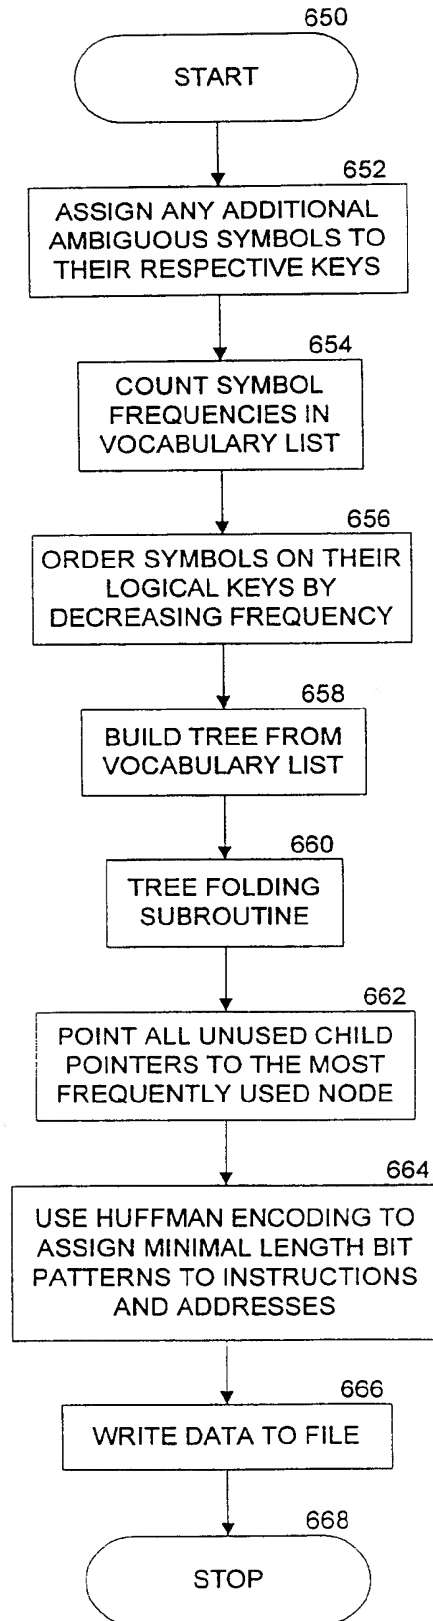 650
START
652
ASSIGN ANY ADDITIONAL
AMBIGUOUS SYMBOLS TO
THEIR RESPECTIVE KEYS
654
COUNT SYMBOL
FREQUENCIES IN
VOCABULARY LIST
656
ORDER SYMBOLS ON THEIR
LOGICAL KEYS BY
DECREASING FREQUENCY
658
BUILD TREE FROM
VOCABULARY LIST
660
TREE FOLDING
SUBROUTINE
662
POINT ALL UNUSED CHILD
POINTERS TO THE MOST
FREQUENTLY USED NODE
664
USE HUFFMAN ENCODING TO
ASSIGN MINIMAL LENGTH BIT
PATTERNS TO INSTRUCTIONS
AND ADDRESSES
666
WRITE DATA TO FILE
668
STOP